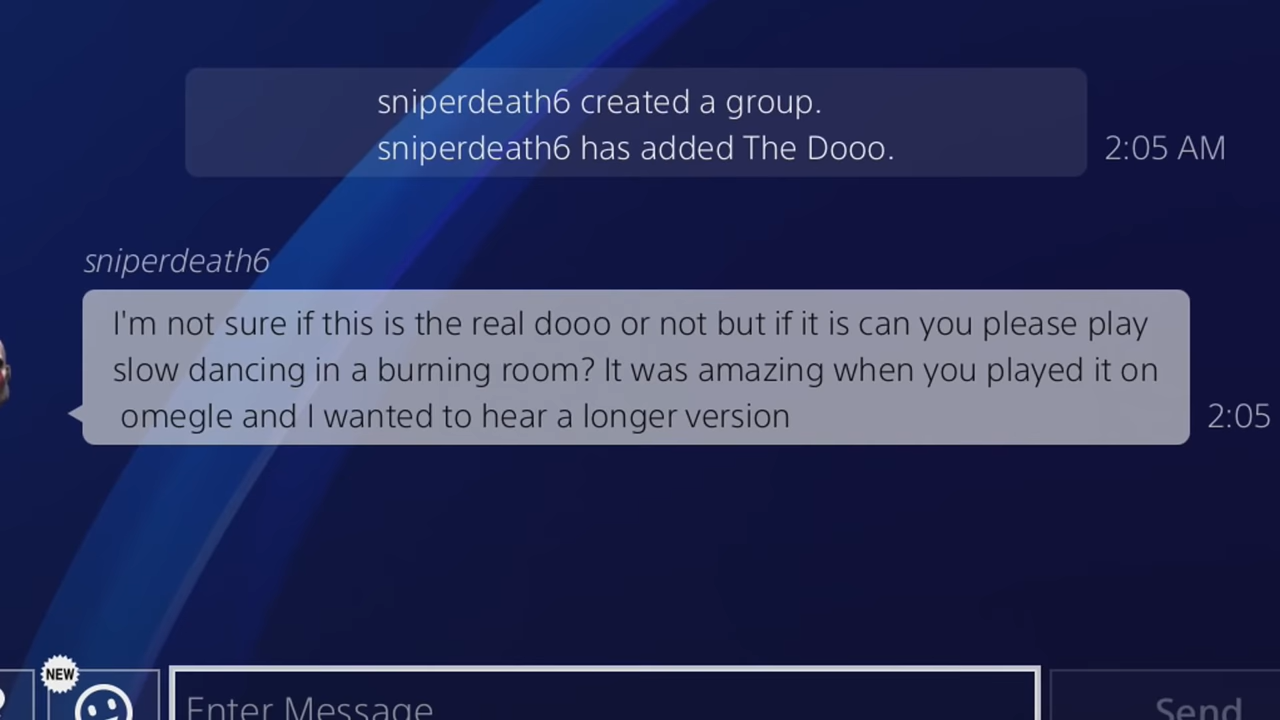 sniperdeath6 created a group.
sniperdeath6 has added The Dooo.
2:05 AM
sniperdeath6
I'm not sure if this is the real dooo or not but if it is can you please play
slow dancing in a burning room? It was amazing when you played it on
omegle and I wanted to hear a longer version
2:05
NEW
Enter Message
Send